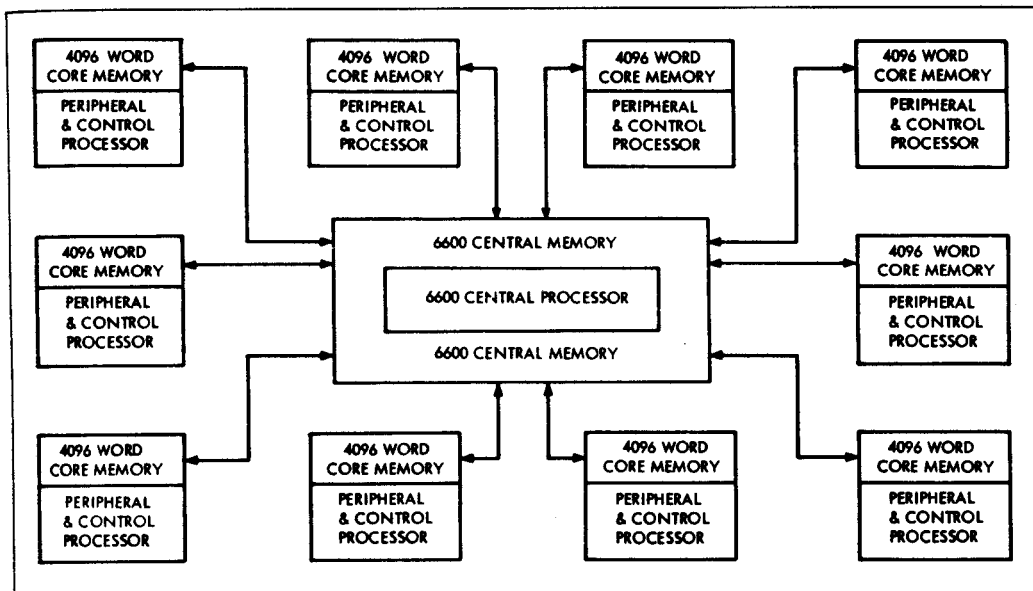 4096 WORD
CORE MEMORY
PERIPHERAL
& CONTROL
PROCESSOR
4096 WORD
CORE MEMORY
PERIPHERAL
& CONTROL
PROCESSOR
4096 WORD
CORE MEMORY
PERIPHERAL
& CONTROL
PROCESSOR
4096 WORD
CORE MEMORY
PERIPHERAL
& CONTROL
PROCESSOR
4096 WORD
CORE MEMORY
PERIPHERAL
& CONTROL
PROCESSOR
6600 CENTRAL MEMORY
6600 CENTRAL PROCESSOR
6600 CENTRAL MEMORY
4096 WORD
CORE MEMORY
PERIPHERAL
& CONTROL
PROCESSOR
4096 WORD
CORE MEMORY
PERIPHERAL
& CONTROL
PROCESSOR
4096 WORD
CORE MEMORY
PERIPHERAL
& CONTROL
PROCESSOR
4096 WORD
CORE MEMORY
PERIPHERAL
& CONTROL
PROCESSOR
4096 WORD
CORE MEMORY
PERIPHERAL
& CONTROL
PROCESSOR